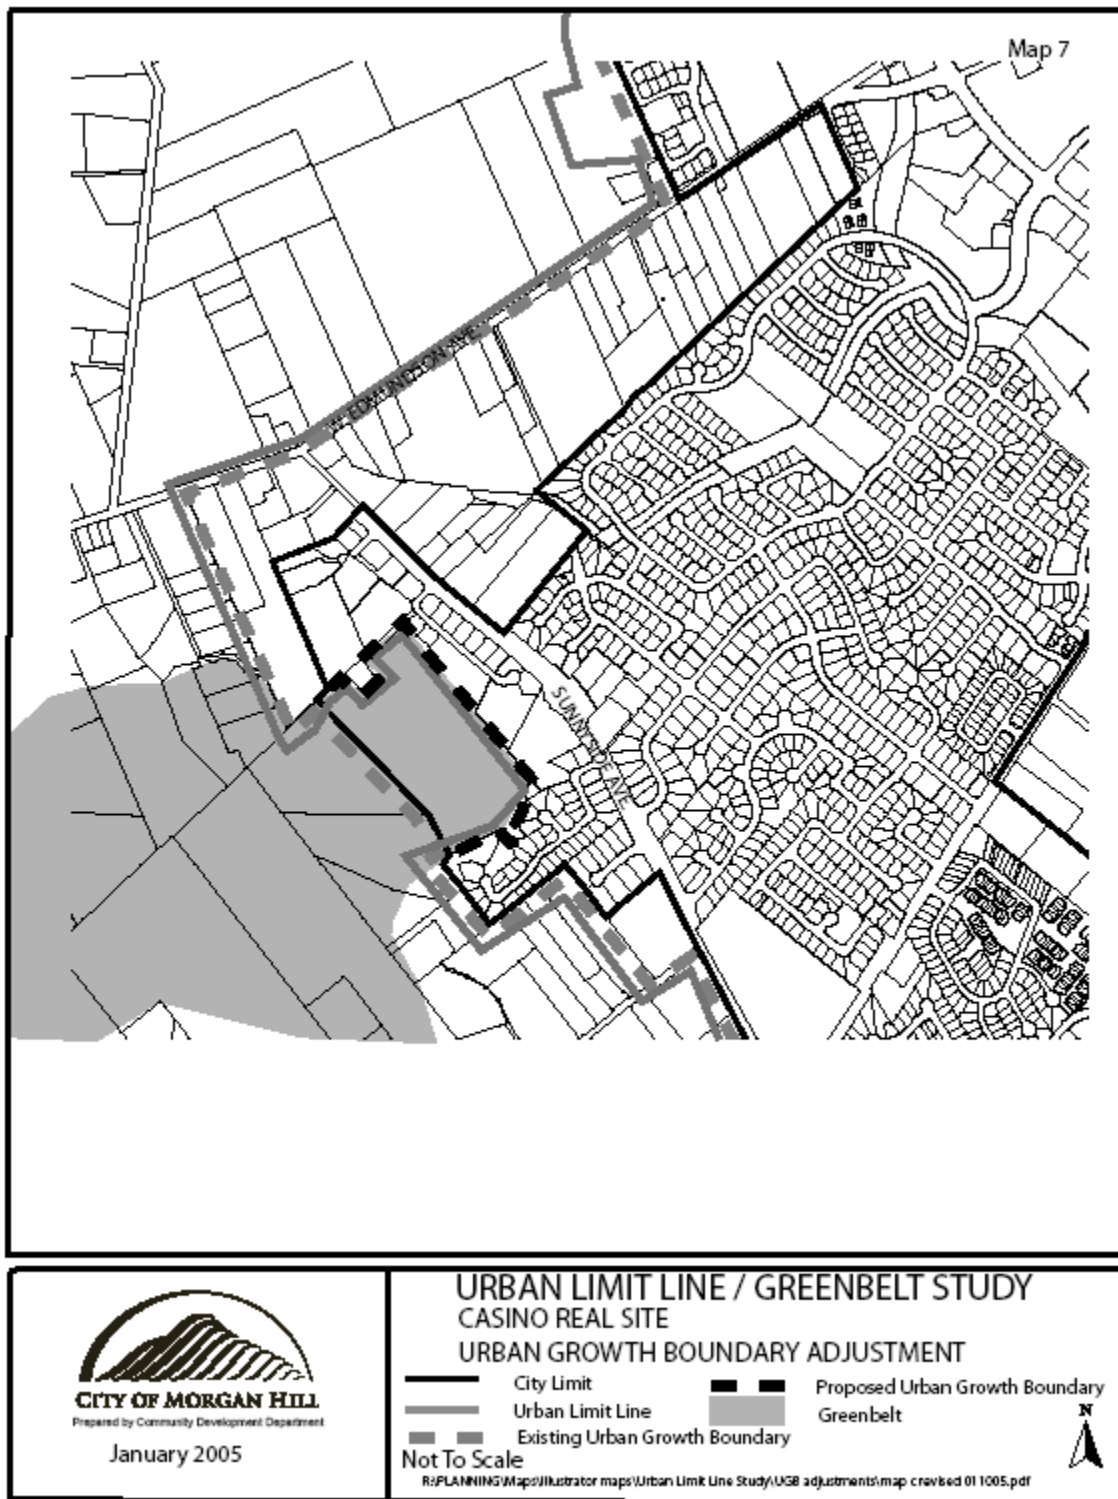 Map 7
W. EDMUNDSON AVE
SUNNYSIDE AVE
CITY OF MORGAN HILL
Prepared by Community Development Department
January 2005
URBAN LIMIT LINE / GREENBELT STUDY
CASINO REAL SITE
URBAN GROWTH BOUNDARY ADJUSTMENT
City Limit
Urban Limit Line
Existing Urban Growth Boundary
Proposed Urban Growth Boundary
Greenbelt
N
Not To Scale
R:\PLANNING\Maps\Illustrator maps\Urban Limit Line Study\UGB adjustments\map c revised 011005.pdf